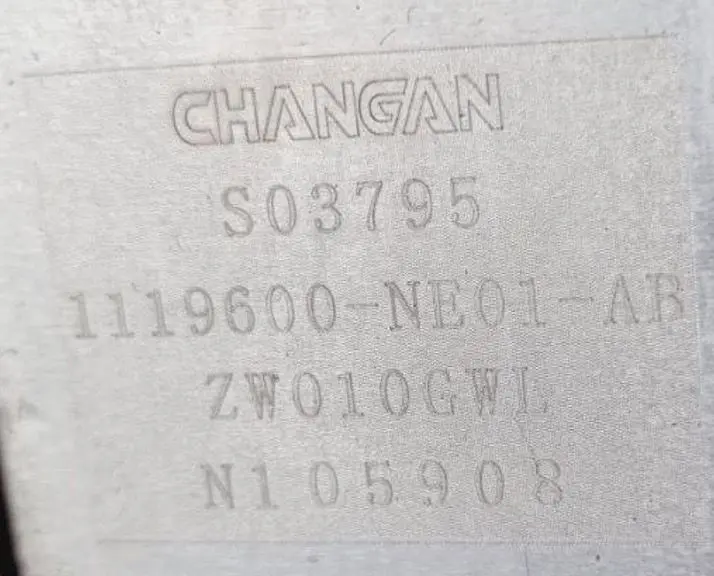 CHANGAN
S03795
1119600-NE01-AB
ZW010GWL
N105908